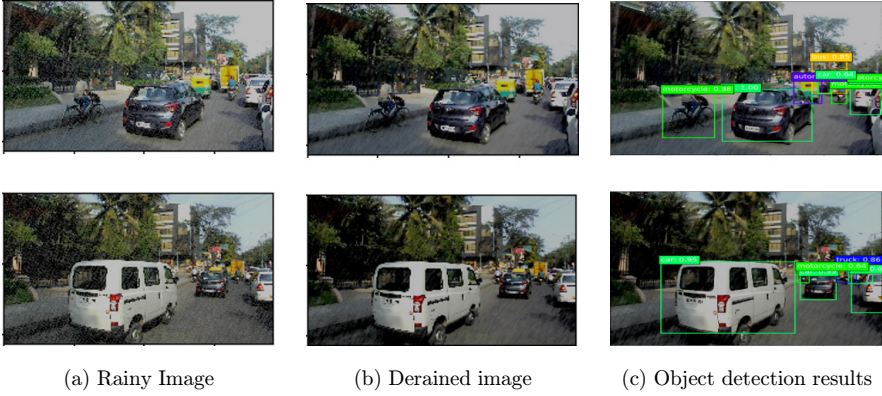 bus: 0.85
car: 0.64
motorcycle: 0.88
1.00
car: 0.95
truck: 0.86
motorcycle: 0.64
(a) Rainy Image
(b) Derained image
(c) Object detection results